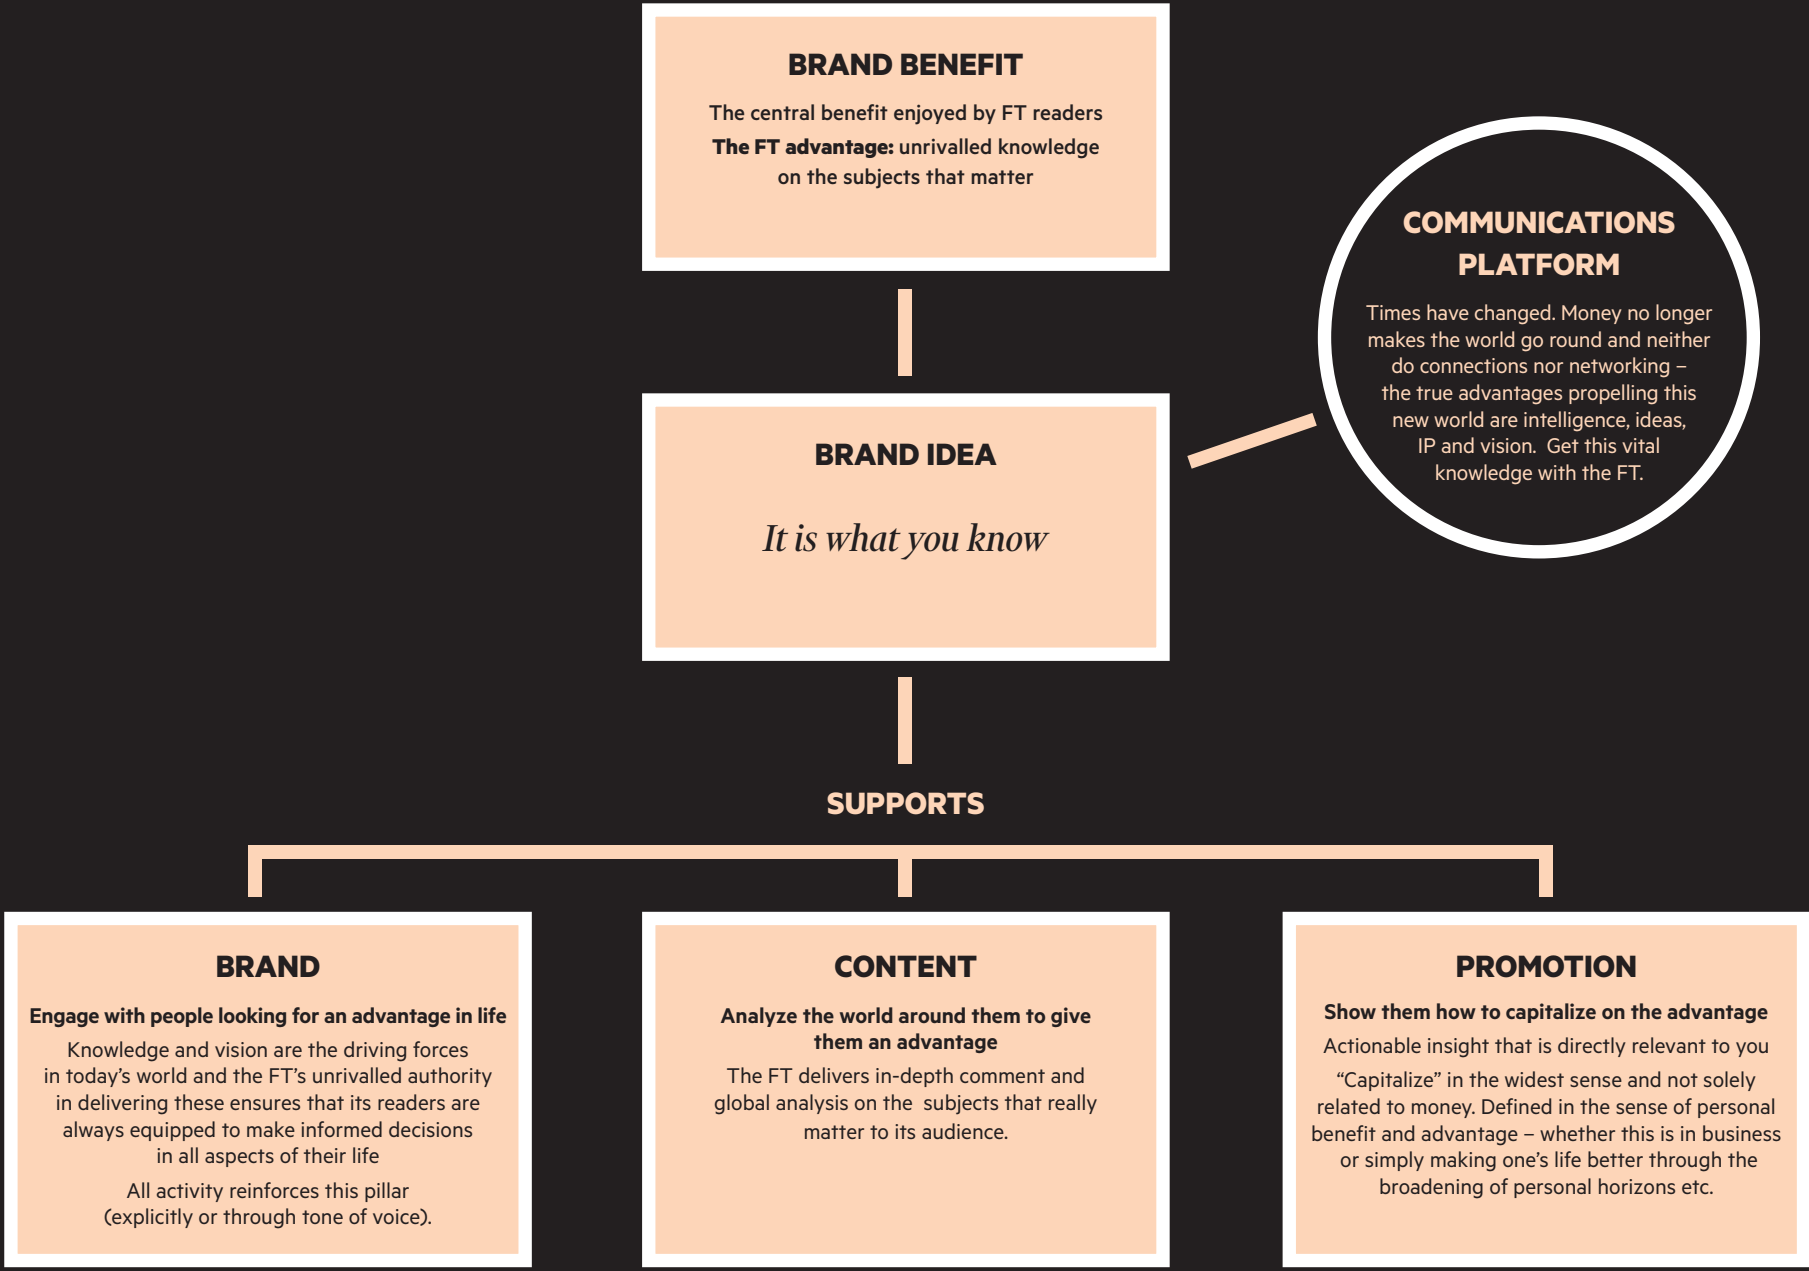 BRAND BENEFIT
The central benefit enjoyed by FT readers
The FT advantage: unrivalled knowledge
on the subjects that matter
COMMUNICATIONS
PLATFORM
Times have changed. Money no longer
makes the world go round and neither
do connections nor networking –
the true advantages propelling this
new world are intelligence, ideas,
IP and vision.  Get this vital
knowledge with the FT.
BRAND IDEA
It is what you know
SUPPORTS
BRAND
Engage with people looking for an advantage in life
Knowledge and vision are the driving forces
in today’s world and the FT’s unrivalled authority
in delivering these ensures that its readers are
always equipped to make informed decisions
in all aspects of their life
All activity reinforces this pillar
(explicitly or through tone of voice).
CONTENT
Analyze the world around them to give
them an advantage
The FT delivers in-depth comment and
global analysis on the  subjects that really
matter to its audience.
PROMOTION
Show them how to capitalize on the advantage
Actionable insight that is directly relevant to you
“Capitalize” in the widest sense and not solely
related to money. Defined in the sense of personal
benefit and advantage – whether this is in business
or simply making one’s life better through the
broadening of personal horizons etc.